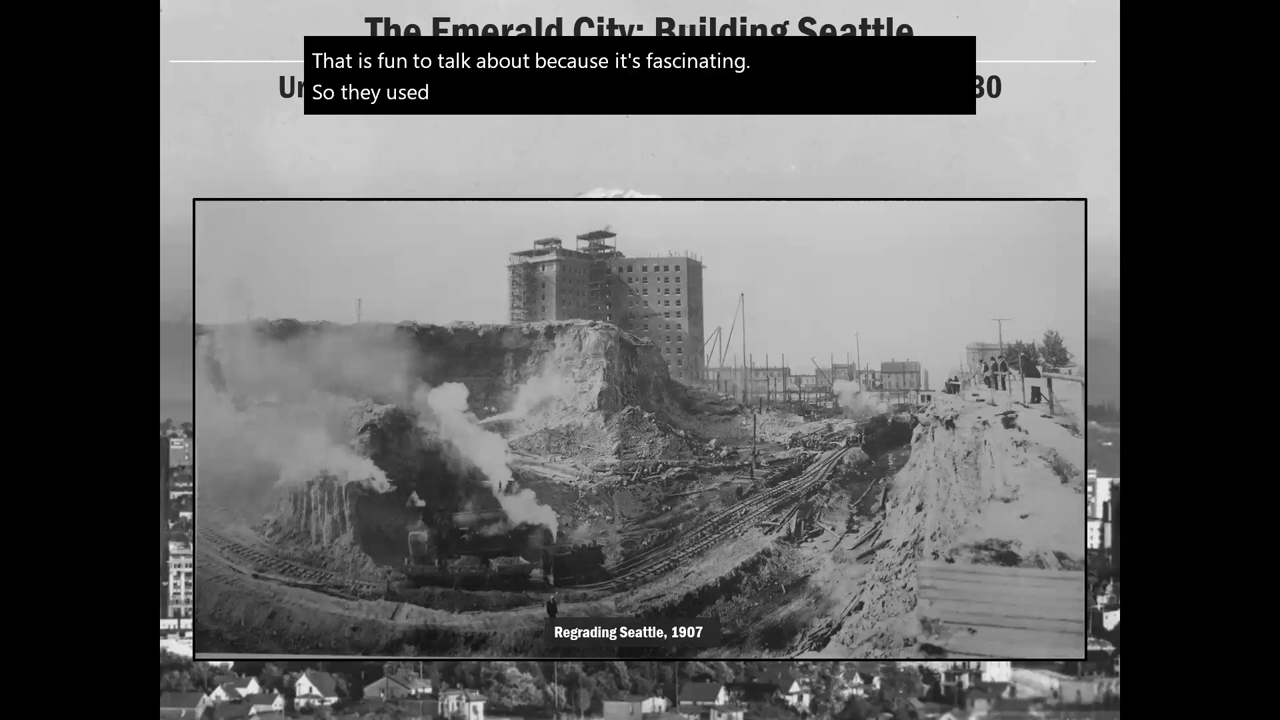 The Emerald City: Building Seattle
That is fun to talk about because it's fascinating.
So they used
30
Regrading Seattle, 1907